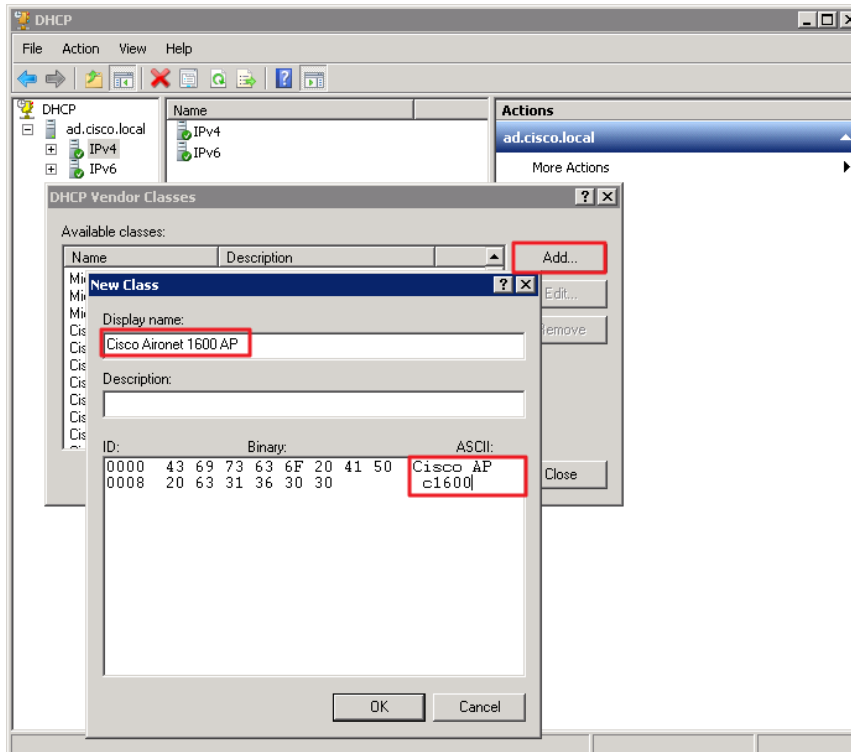 DHCP
File Action View Help
DHCP
ad.cisco.local
IPv4
IPv6
Name
IPv4
IPv6
Actions
ad.cisco.local
More Actions
DHCP Vendor Classes
Available classes:
Name Description
Add...
Edit...
Remove
Close
New Class
Display name:
Cisco Aironet 1600 AP
Description:
ID: Binary: ASCII:
0000 43 69 73 63 6F 20 41 50 Cisco AP
0008 20 63 31 36 30 30 c1600
OK Cancel